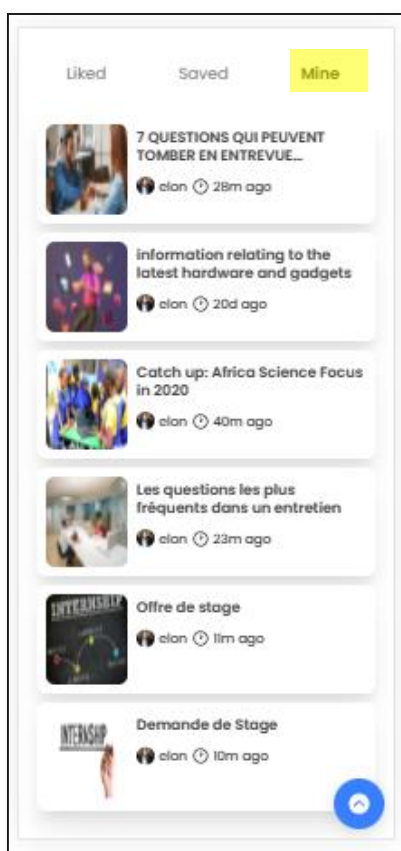 Liked Saved Mine
7 QUESTIONS QUI PEUVENT
TOMBER EN ENTREVUE...
elon 28m ago
information relating to the
latest hardware and gadgets
elon 20d ago
Catch up: Africa Science Focus
in 2020
elon 40m ago
Les questions les plus
fréquents dans un entretien
elon 23m ago
INTERNSHIP
Offre de stage
elon 11m ago
INTERNSHIP
Demande de Stage
elon 10m ago